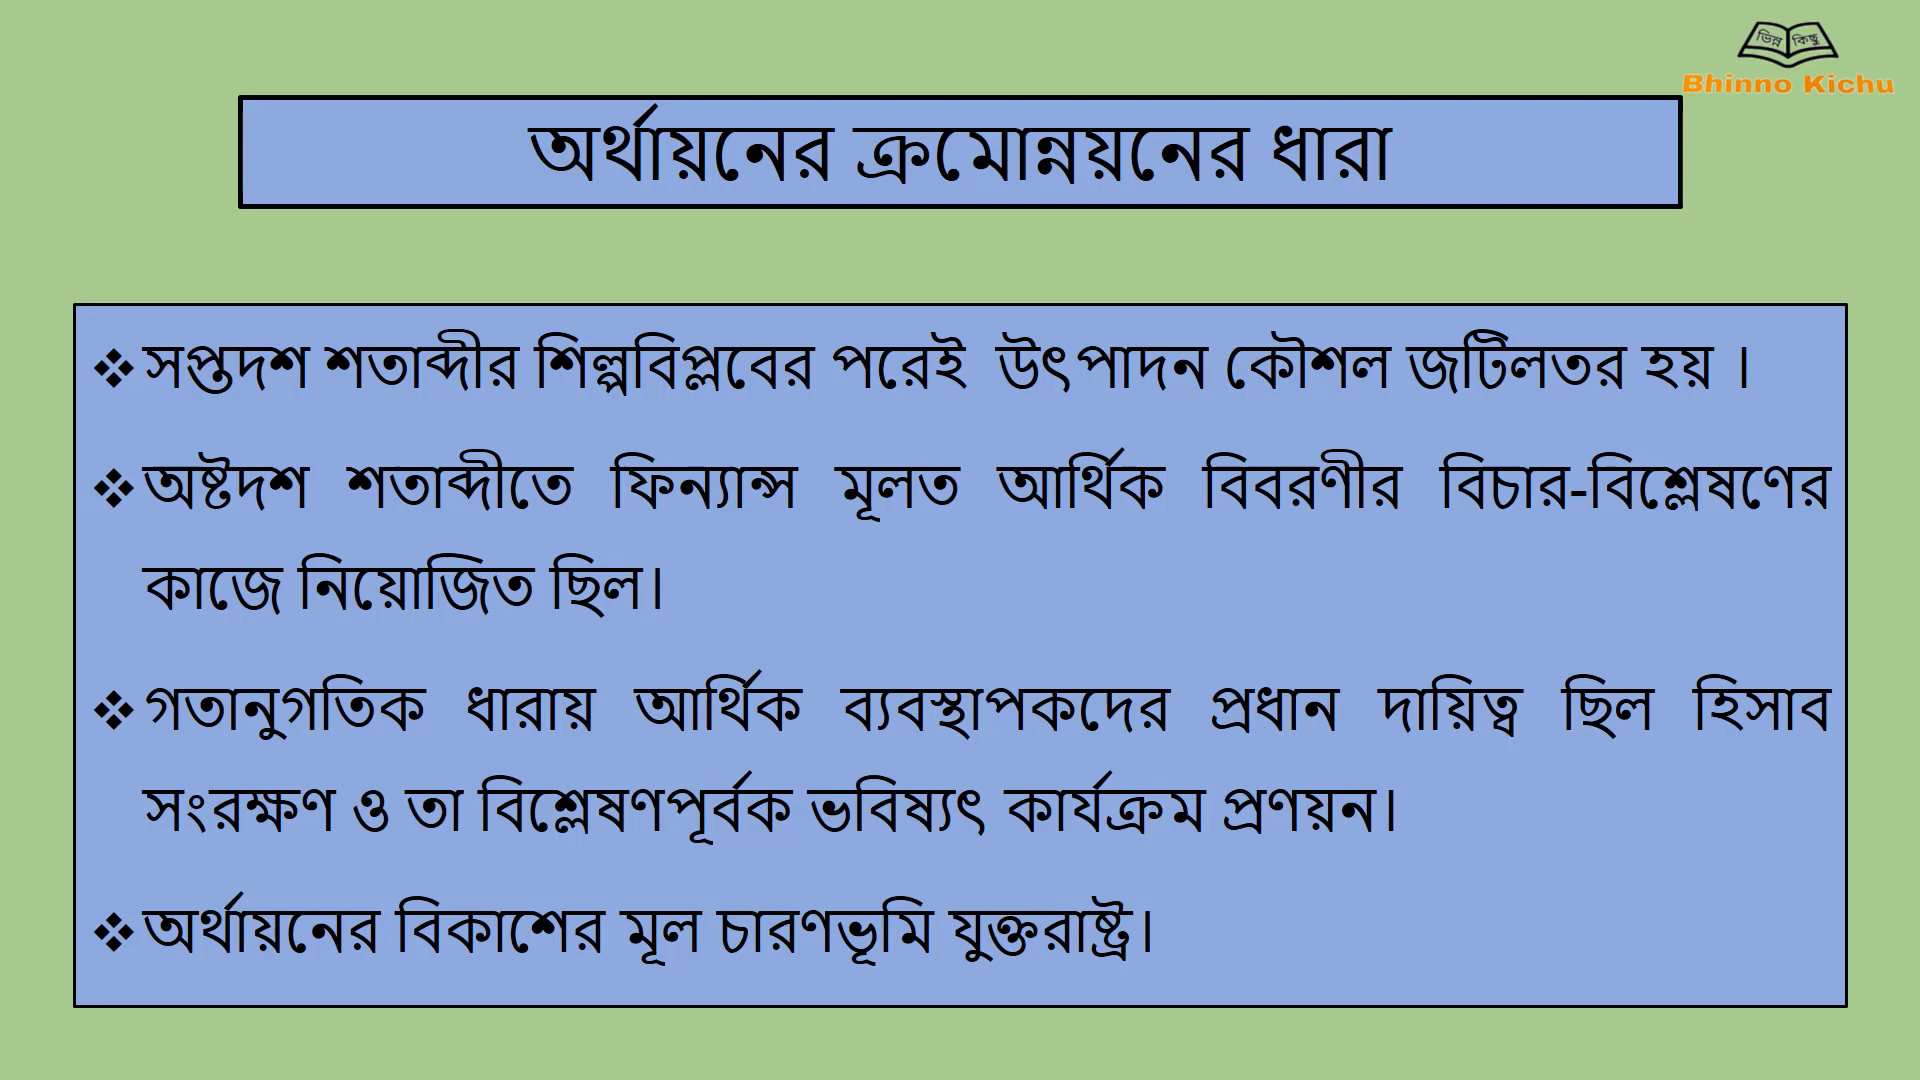 ভিন্ন কিছু
Bhinno Kichu
অর্থায়নের ক্রমোন্নয়নের ধারা
❖সপ্তদশ শতাব্দীর শিল্পবিপ্লবের পরেই উৎপাদন কৌশল জটিলতর হয় ।
❖অষ্টদশ শতাব্দীতে ফিন্যান্স মূলত আর্থিক বিবরণীর বিচার-বিশ্লেষণের
কাজে নিয়োজিত ছিল।
❖গতানুগতিক ধারায় আর্থিক ব্যবস্থাপকদের প্রধান দায়িত্ব ছিল হিসাব
সংরক্ষণ ও তা বিশ্লেষণপূর্বক ভবিষ্যৎ কার্যক্রম প্রণয়ন।
❖অর্থায়নের বিকাশের মূল চারণভূমি যুক্তরাষ্ট্র।